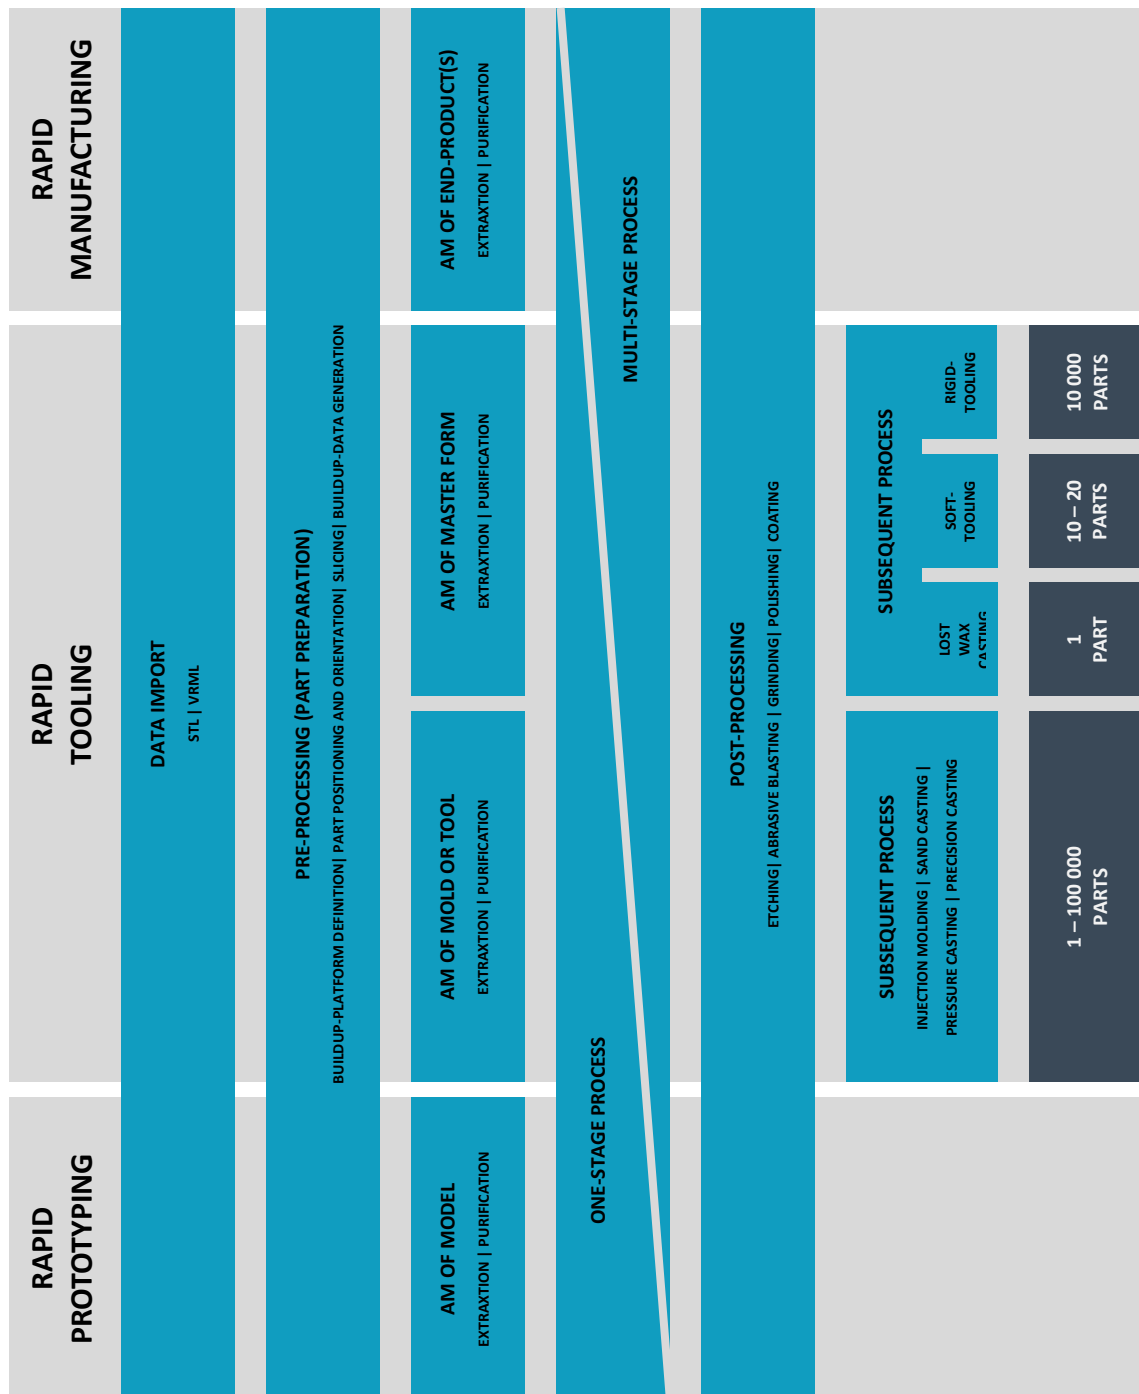 RAPID
PROTOTYPING
RAPID
TOOLING
RAPID
MANUFACTURING
DATA IMPORT
STL | VRML
PRE-PROCESSING (PART PREPARATION)
BUILDUP-PLATFORM DEFINITION| PART POSITIONING AND ORIENTATION| SLICING| BUILDUP-DATA GENERATION
AM OF MODEL
EXTRAXTION | PURIFICATION
AM OF MOLD OR TOOL
EXTRAXTION | PURIFICATION
AM OF MASTER FORM
EXTRAXTION | PURIFICATION
AM OF END-PRODUCT(S)
EXTRAXTION | PURIFICATION
ONE-STAGE PROCESS
MULTI-STAGE PROCESS
POST-PROCESSING
ETCHING| ABRASIVE BLASTING | GRINDING| POLISHING| COATING
SUBSEQUENT PROCESS
INJECTION MOLDING | SAND CASTING |
PRESSURE CASTING | PRECISION CASTING
SUBSEQUENT PROCESS
LOST
WAX
CASTING
SOFT-
TOOLING
RIGID-
TOOLING
1 – 100 000
PARTS
1
PART
10 – 20
PARTS
10 000
PARTS